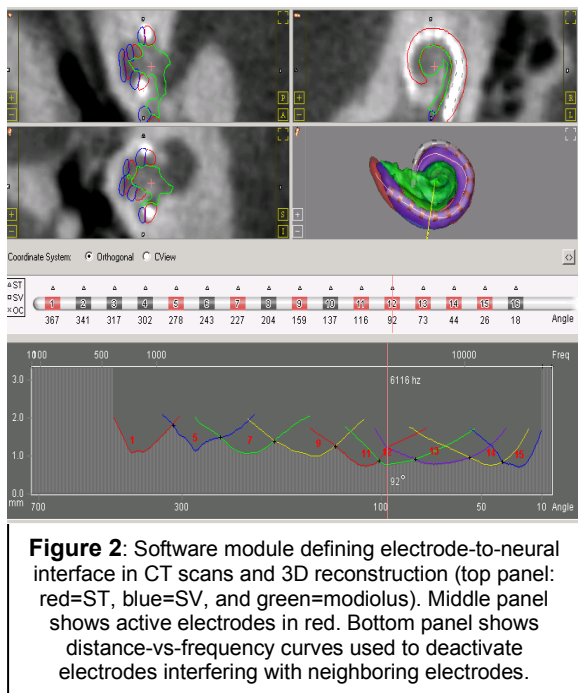 P
A
R
L
S
I
Coordinate System: Orthogonal CView
ST
SV
OC
1 2 3 4 5 6 7 8 9 10 11 12 13 14 15 16
367 341 317 302 278 243 227 204 159 137 116 92 73 44 26 18 Angle
500 1000 10000 Freq
3.0
6116 hz
2.0
1 5 7 9 11 12 13 14 15
1.0
92°
0.0
mm 700 300 100 50 10 Angle
Figure 2: Software module defining electrode-to-neural
interface in CT scans and 3D reconstruction (top panel:
red=ST, blue=SV, and green=modiolus). Middle panel
shows active electrodes in red. Bottom panel shows
distance-vs-frequency curves used to deactivate
electrodes interfering with neighboring electrodes.